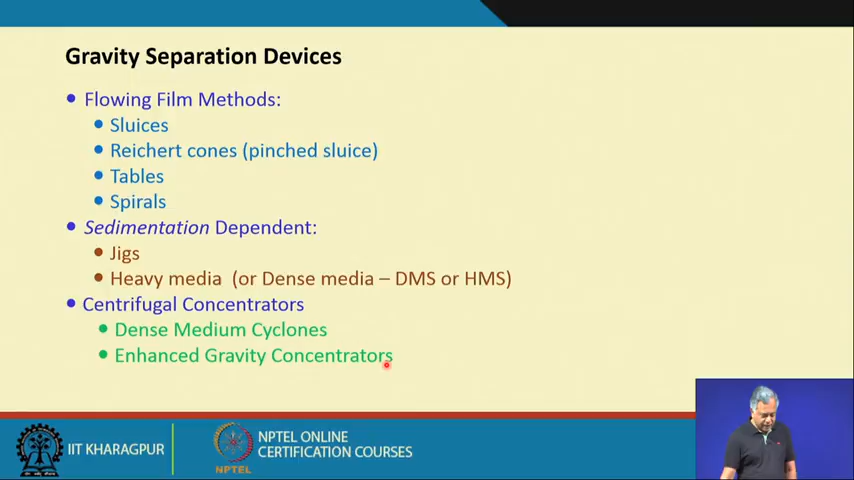 Gravity Separation Devices
• Flowing Film Methods:
• Sluices
• Reichert cones (pinched sluice)
• Tables
• Spirals
• Sedimentation Dependent:
• Jigs
• Heavy media (or Dense media – DMS or HMS)
• Centrifugal Concentrators
• Dense Medium Cyclones
• Enhanced Gravity Concentrators
IIT KHARAGPUR
NPTEL
NPTEL ONLINE
CERTIFICATION COURSES